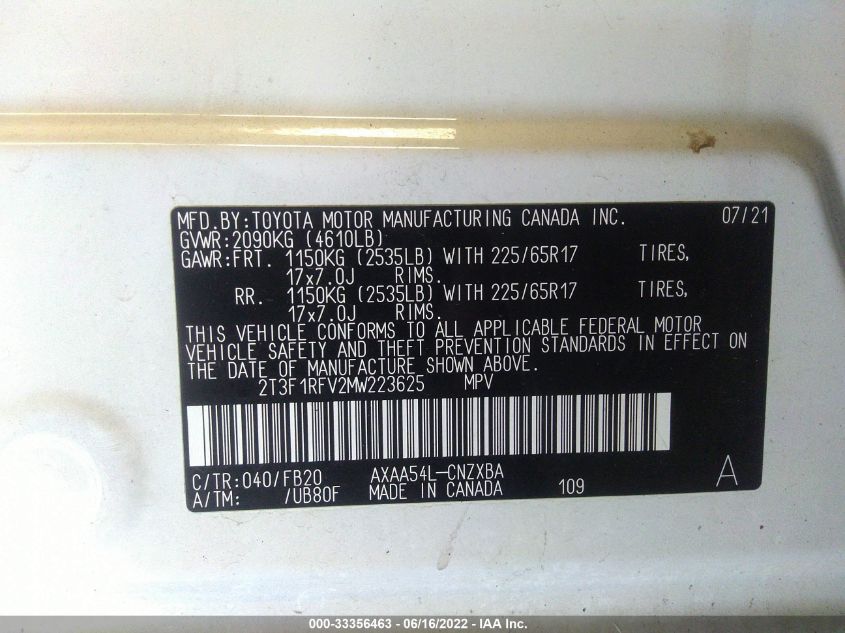 MFD.BY:TOYOTA MOTOR MANUFACTURING CANADA INC. 07/21
GVWR:2090KG (4610LB)
GAWR:FRT. 1150KG (2535LB) WITH 225/65R17 TIRES,
17x7.0J RIMS.
RR. 1150KG (2535LB) WITH 225/65R17 TIRES,
17x7.0J RIMS.
THIS VEHICLE CONFORMS TO ALL APPLICABLE FEDERAL MOTOR
VEHICLE SAFETY AND THEFT PREVENTION STANDARDS IN EFFECT ON
THE DATE OF MANUFACTURE SHOWN ABOVE.
2T3F1RFV2MW223625 MPV
C/TR:040/FB20 AXAA54L-CNZXBA A
A/TM: /UB80F MADE IN CANADA 109
000-33356463 - 06/16/2022 - IAA Inc.